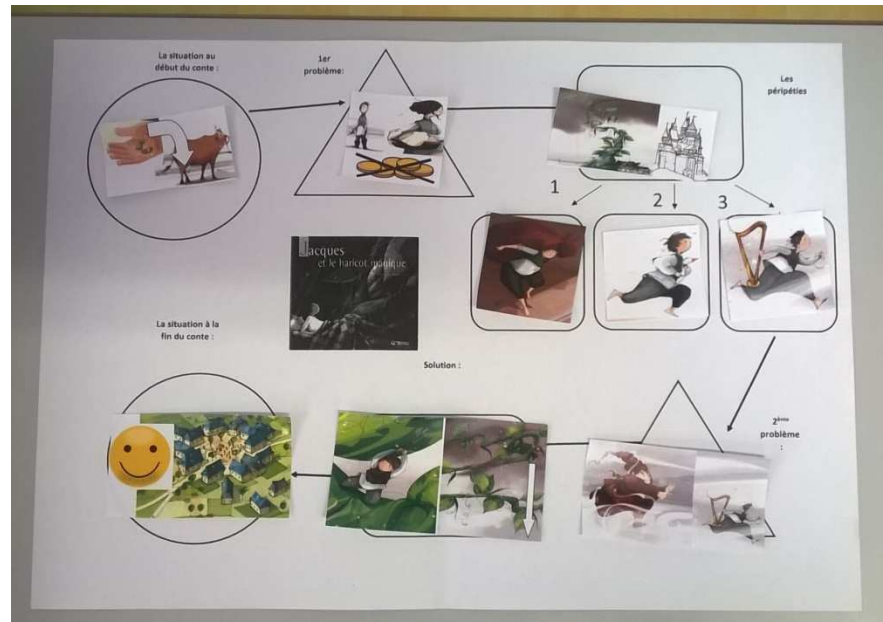 La situation au
début du conte :
1er
problème:
Les
péripéties
1
2
3
Jacques
et le haricot magique
La situation à la
fin du conte :
Solution :
2ème
problème
: